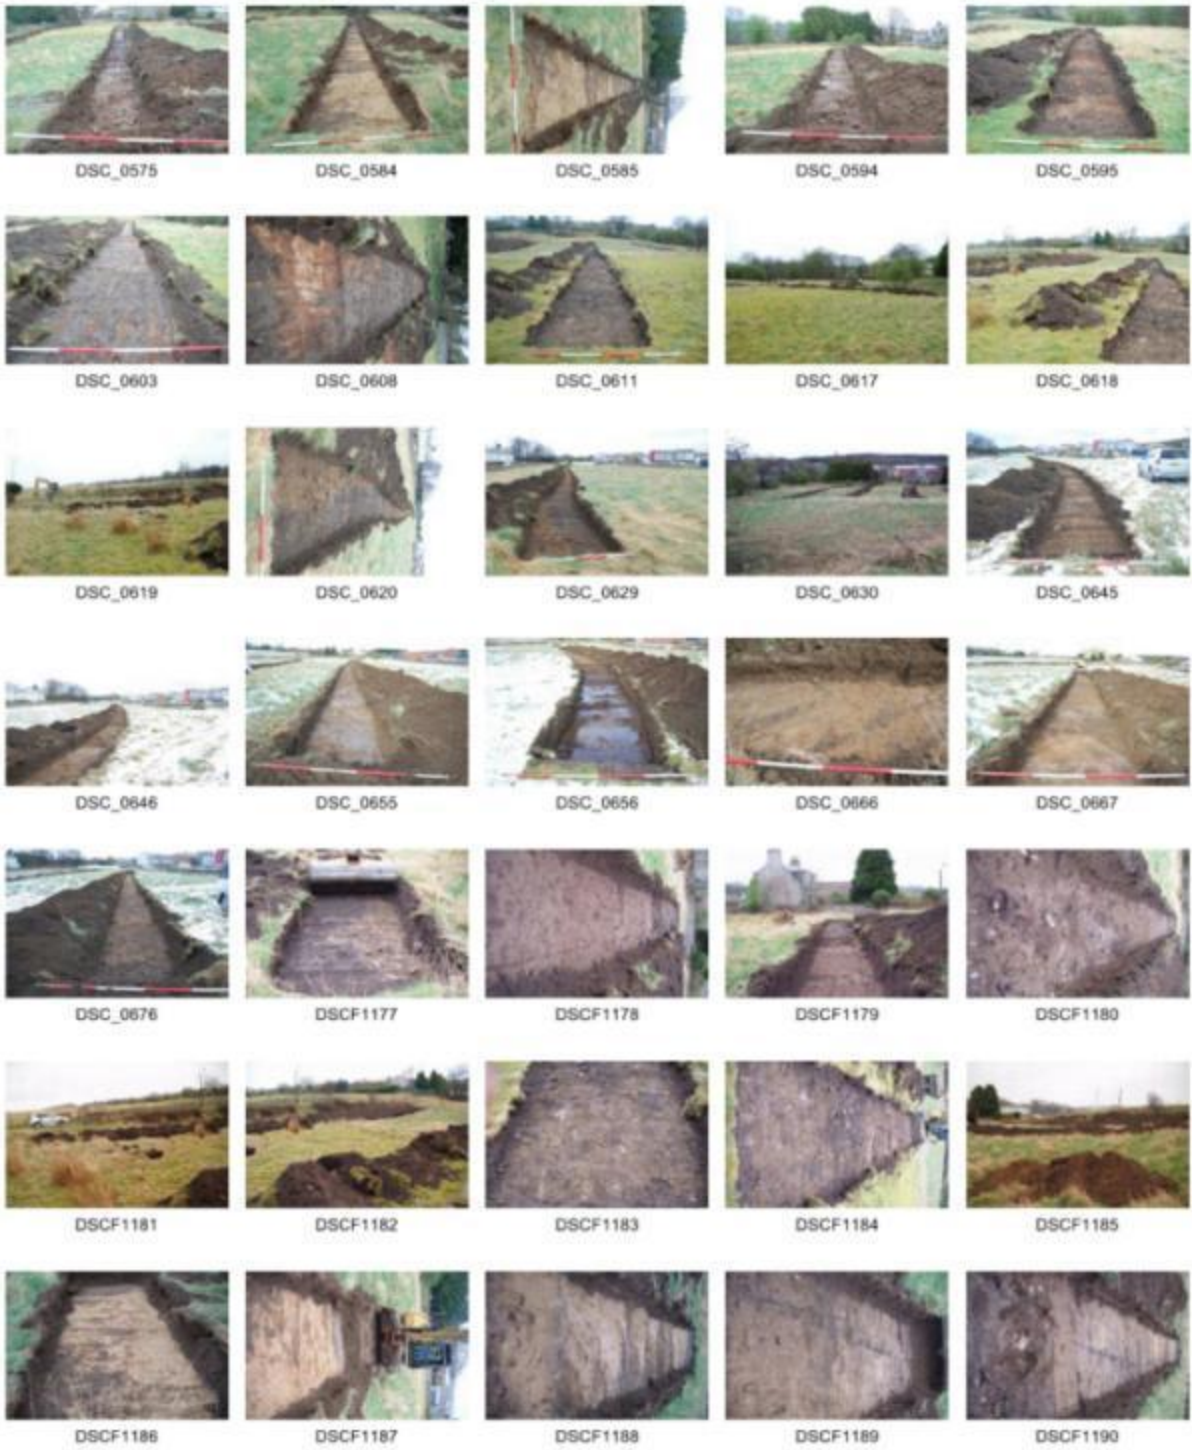 DSC_0575 DSC_0584 DSC_0585 DSC_0594 DSC_0595
DSC_0603 DSC_0608 DSC_0611 DSC_0617 DSC_0618
DSC_0619 DSC_0620 DSC_0629 DSC_0630 DSC_0645
DSC_0646 DSC_0655 DSC_0656 DSC_0666 DSC_0667
DSC_0676 DSCF1177 DSCF1178 DSCF1179 DSCF1180
DSCF1181 DSCF1182 DSCF1183 DSCF1184 DSCF1185
DSCF1186 DSCF1187 DSCF1188 DSCF1189 DSCF1190